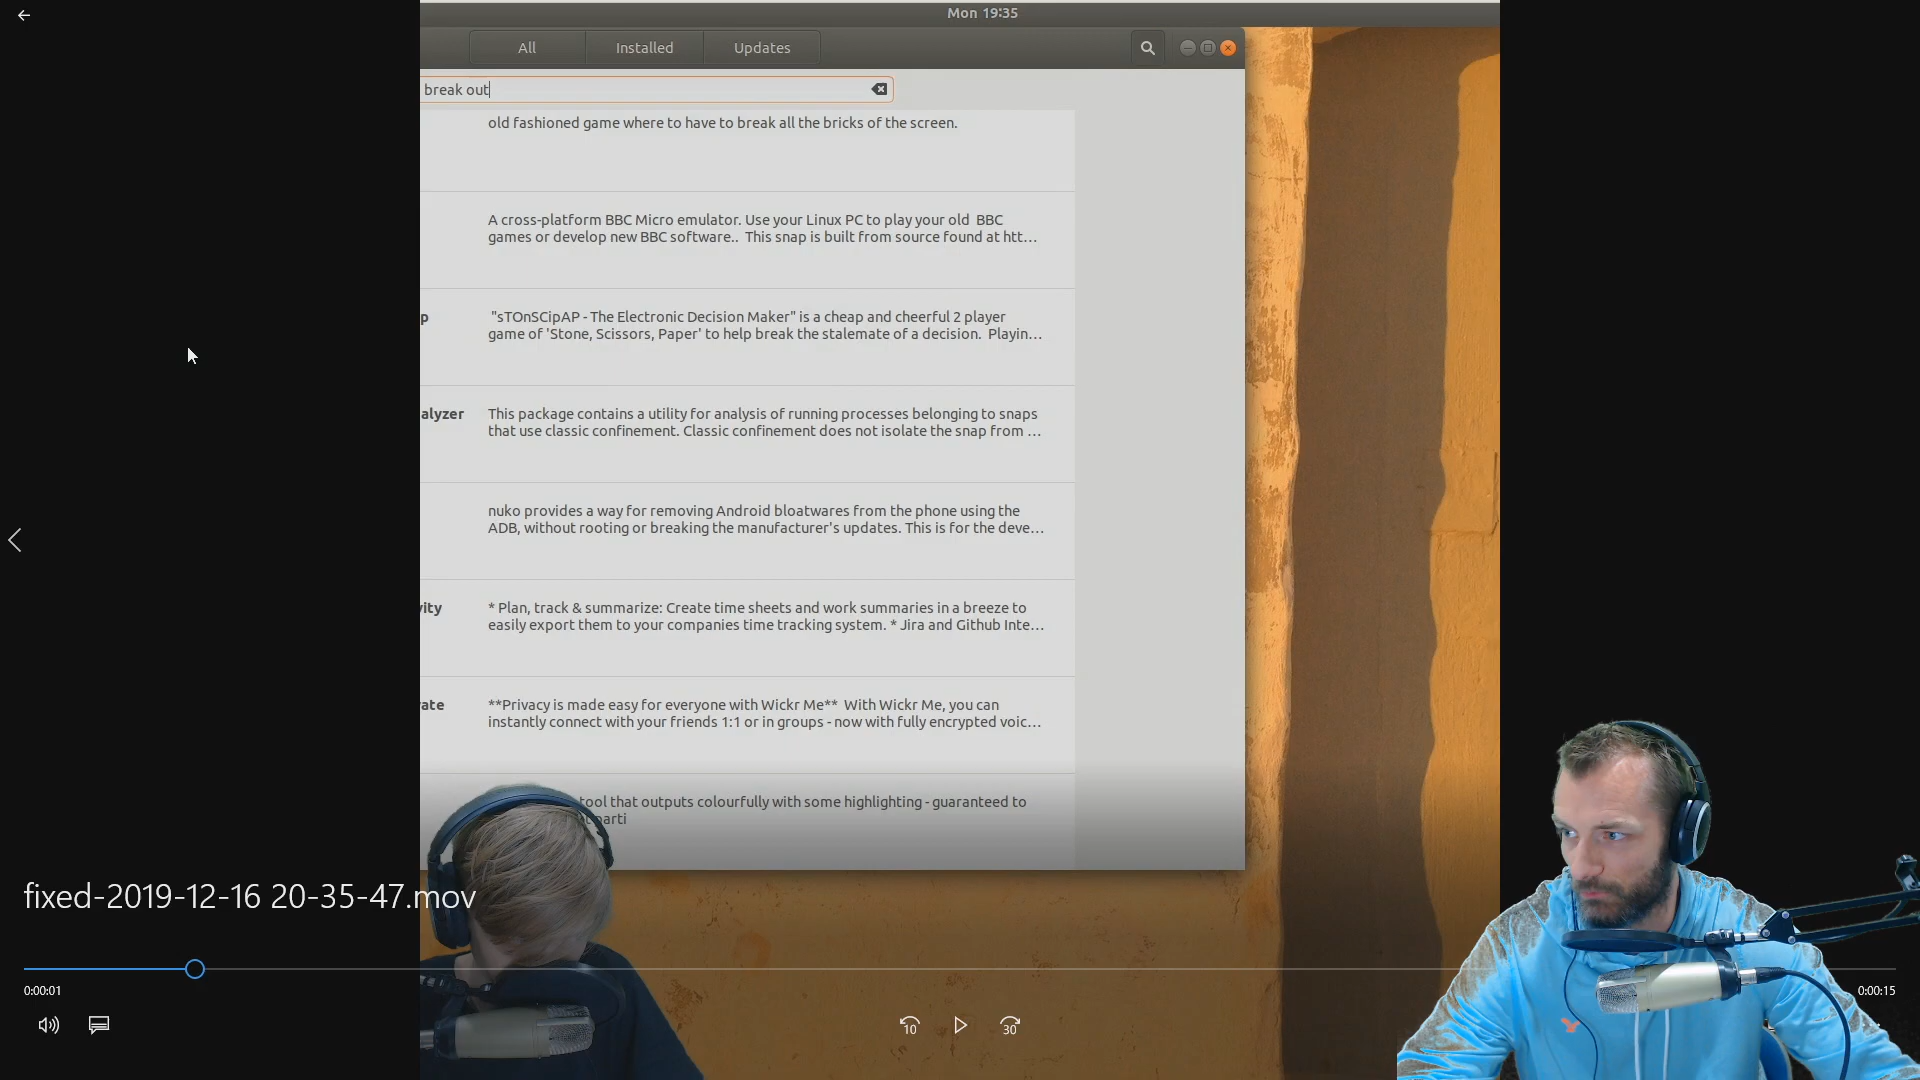 Mon 19:35
All
Installed
Updates
break out
old fashioned game where to have to break all the bricks of the screen.
A cross-platform BBC Micro emulator. Use your Linux PC to play your old BBC
games or develop new BBC software.. This snap is built from source found at htt...
p
"sTOnSCipAP - The Electronic Decision Maker" is a cheap and cheerful 2 player
game of 'Stone, Scissors, Paper' to help break the stalemate of a decision. Playin...
alyzer
This package contains a utility for analysis of running processes belonging to snaps
that use classic confinement. Classic confinement does not isolate the snap from ...
nuko provides a way for removing Android bloatwares from the phone using the
ADB, without rooting or breaking the manufacturer's updates. This is for the deve...
vity
* Plan, track & summarize: Create time sheets and work summaries in a breeze to
easily export them to your companies time tracking system. * Jira and Github Inte...
ate
**Privacy is made easy for everyone with Wickr Me** With Wickr Me, you can
instantly connect with your friends 1:1 or in groups - now with fully encrypted voic...
tool that outputs colourfully with some highlighting - guaranteed to
parti
fixed-2019-12-16 20-35-47.mov
0:00:01
0:00:15
10
30